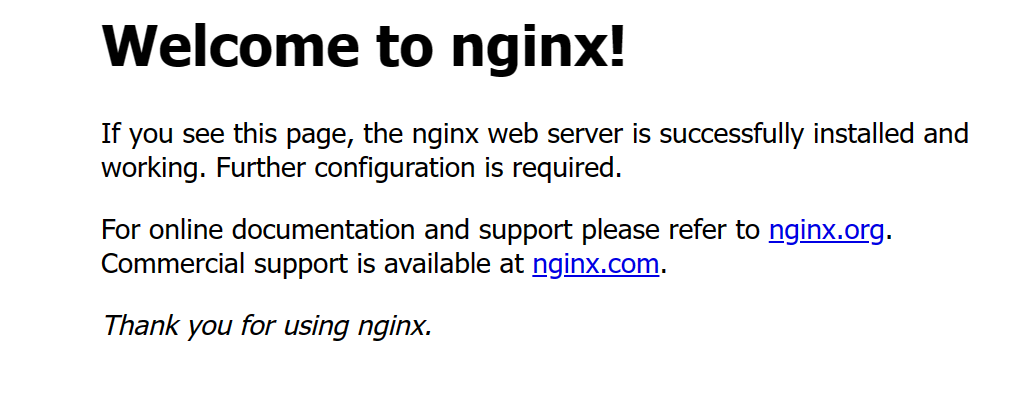 Welcome to nginx!
If you see this page, the nginx web server is successfully installed and
working. Further configuration is required.
For online documentation and support please refer to nginx.org.
Commercial support is available at nginx.com.
Thank you for using nginx.